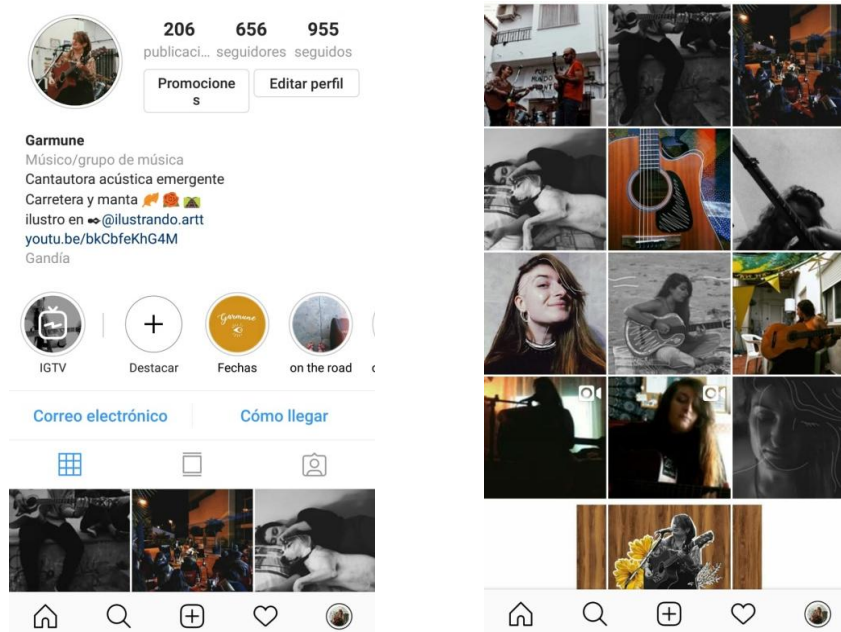 206 656 955
publicaci... seguidores seguidos
Promocione
s
Editar perfil
Garmune
Músico/grupo de música
Cantautora acústica emergente
Carretera y manta
ilustro en ✒@ilustrando.artt
youtu.be/bkCbfeKhG4M
Gandía
Garmune
IGTV Destacar Fechas on the road
Correo electrónico Cómo llegar
POR
MUNDO